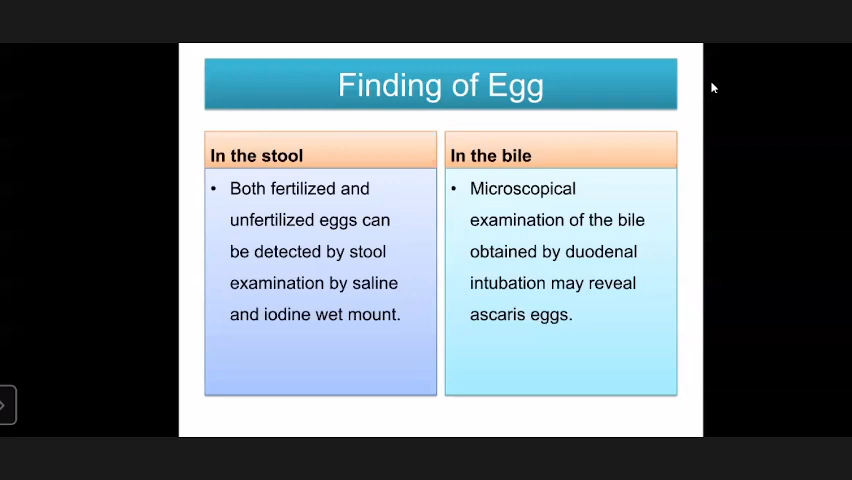 Finding of Egg
In the stool
• Both fertilized and
unfertilized eggs can
be detected by stool
examination by saline
and iodine wet mount.
In the bile
• Microscopical
examination of the bile
obtained by duodenal
intubation may reveal
ascaris eggs.